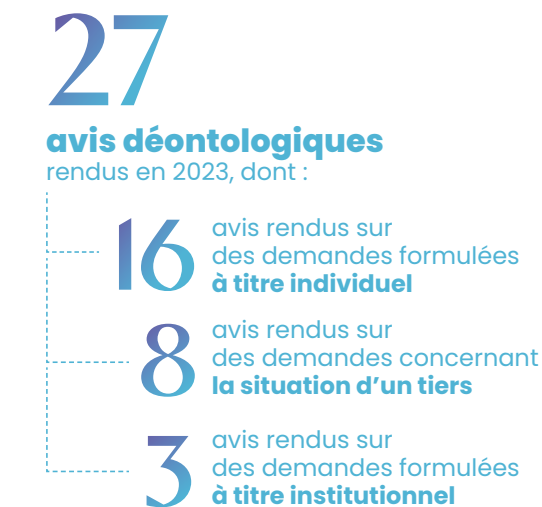 27
avis déontologiques
rendus en 2023, dont :
16
avis rendus sur
des demandes formulées
à titre individuel
8
avis rendus sur
des demandes concernant
la situation d’un tiers
3
avis rendus sur
des demandes formulées
à titre institutionnel